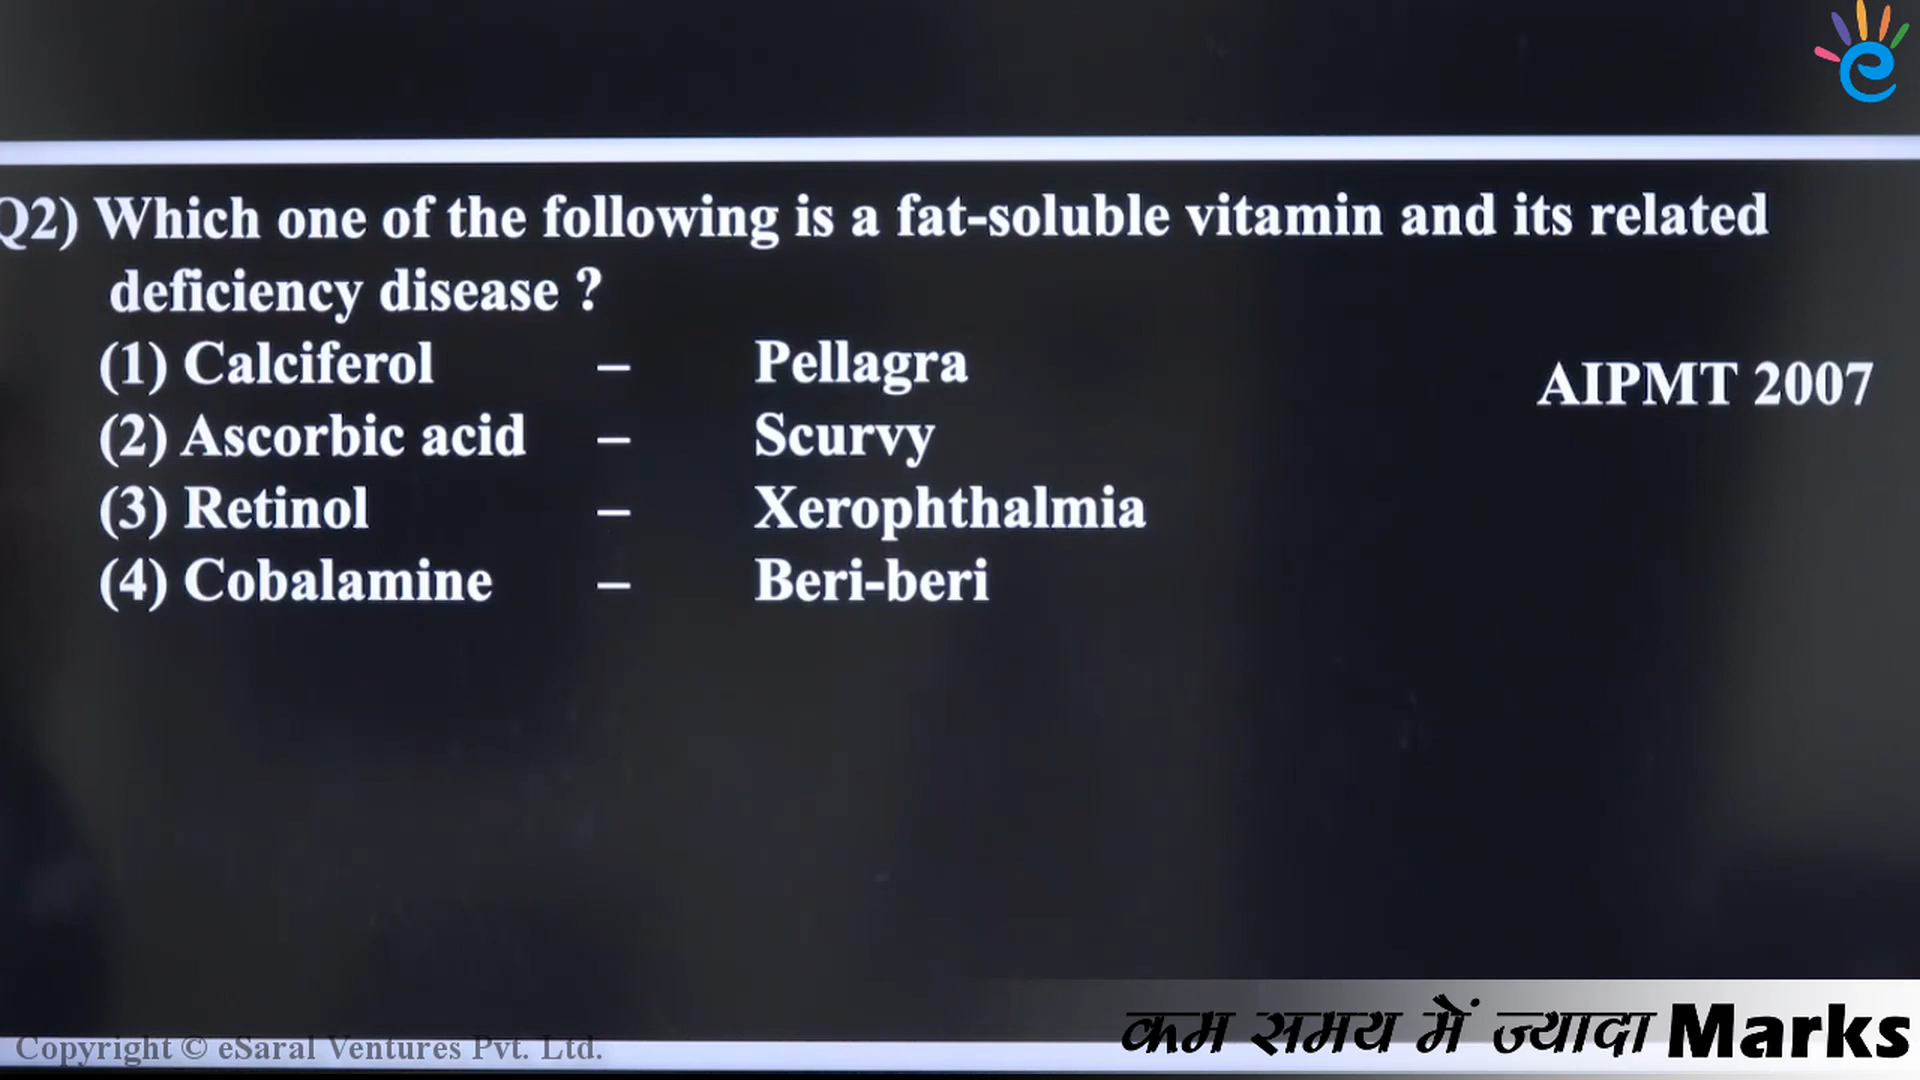 Q2) Which one of the following is a fat-soluble vitamin and its related
deficiency disease ?
(1) Calciferol – Pellagra
AIPMT 2007
(2) Ascorbic acid – Scurvy
(3) Retinol – Xerophthalmia
(4) Cobalamine – Beri-beri
कम समय में ज्यादा Marks
Copyright © eSaral Ventures Pvt. Ltd.